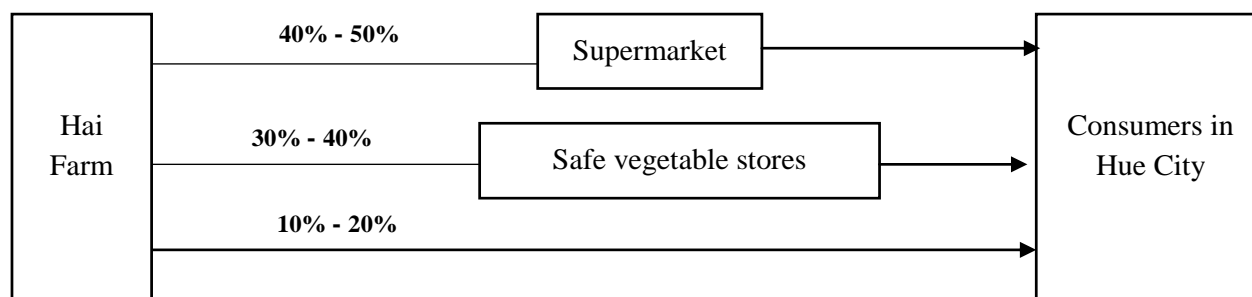 Hai
Farm
40% - 50%
Supermarket
30% - 40%
Safe vegetable stores
10% - 20%
Consumers in
Hue City